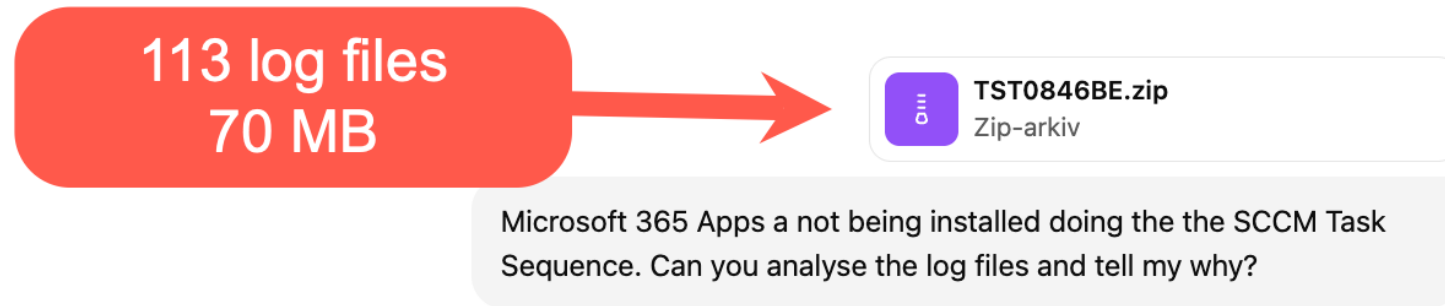 113 log files
70 MB
TST0846BE.zip
Zip-arkiv
Microsoft 365 Apps a not being installed doing the the SCCM Task
Sequence. Can you analyse the log files and tell my why?